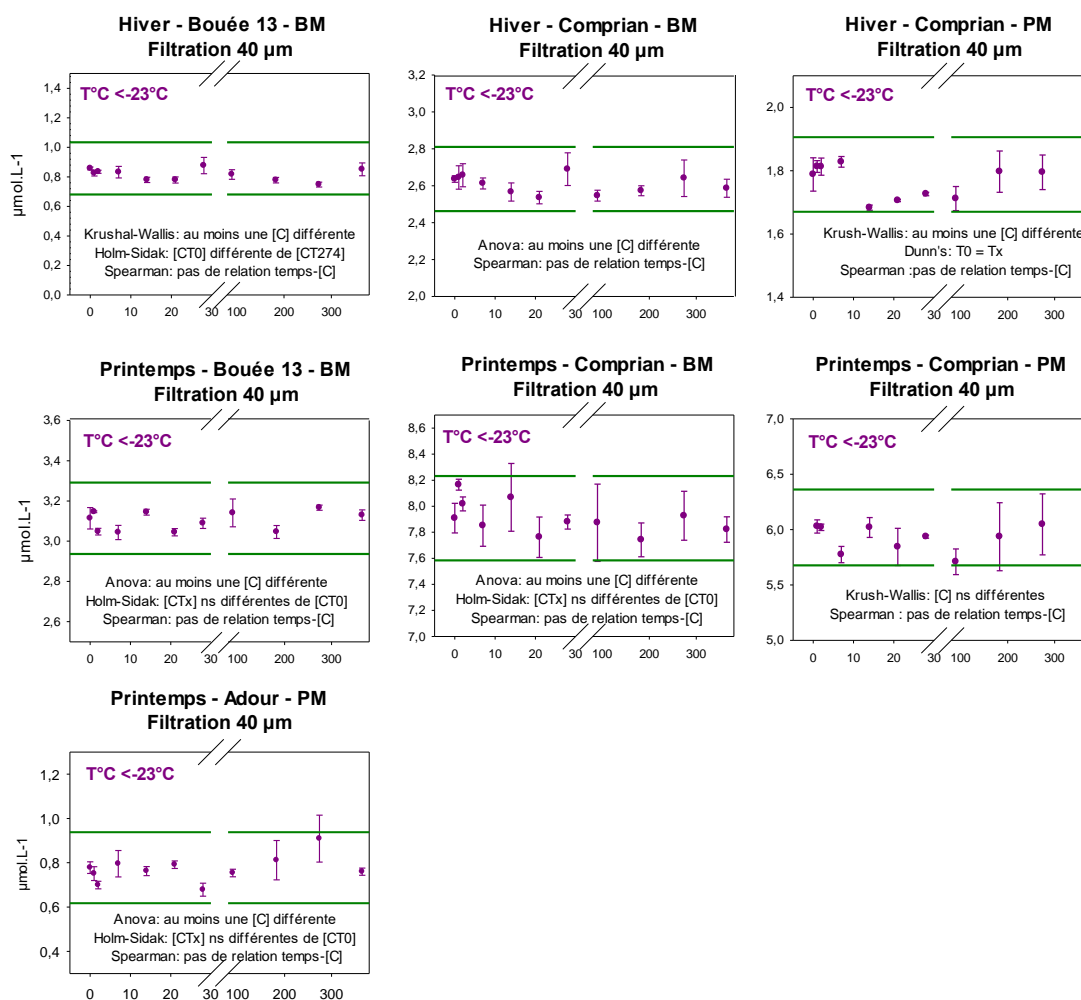 Hiver - Bouée 13 - BM
Filtration 40 µm
T°C <-23°C
µmol.L-1
1,4
1,2
1,0
0,8
0,6
0,4
0,2
0,0
Krushal-Wallis: au moins une [C] différente
Holm-Sidak: [CT0] différente de [CT274]
Spearman: pas de relation temps-[C]
0 10 20 30 100 200 300
Hiver - Comprian - BM
Filtration 40 µm
T°C <-23°C
3,2
3,0
2,8
2,6
2,4
2,2
2,0
Anova: au moins une [C] différente
Spearman: pas de relation temps-[C]
0 10 20 30 100 200 300
Hiver - Comprian - PM
Filtration 40 µm
T°C <-23°C
2,0
1,8
1,6
1,4
Krush-Wallis: au moins une [C] différente
Dunn's: T0 = Tx
Spearman :pas de relation temps-[C]
0 10 20 30 100 200 300
Printemps - Bouée 13 - BM
Filtration 40 µm
T°C <-23°C
µmol.L-1
3,6
3,4
3,2
3,0
2,8
2,6
Anova: au moins une [C] différente
Holm-Sidak: [CTx] ns différentes de [CT0]
Spearman: pas de relation temps-[C]
0 10 20 30 100 200 300
Printemps - Comprian - BM
Filtration 40 µm
T°C <-23°C
8,6
8,4
8,2
8,0
7,8
7,6
7,4
7,2
7,0
Anova: au moins une [C] différente
Holm-Sidak: [CTx] ns différentes de [CT0]
Spearman: pas de relation temps-[C]
0 10 20 30 100 200 300
Printemps - Comprian - PM
Filtration 40 µm
T°C <-23°C
7,0
6,5
6,0
5,5
5,0
Krush-Wallis: [C] ns différentes
Spearman : pas de relation temps-[C]
0 10 20 30 100 200 300
Printemps - Adour - PM
Filtration 40 µm
T°C <-23°C
µmol.L-1
1,2
1,0
0,8
0,6
0,4
Anova: au moins une [C] différente
Holm-Sidak: [CTx] ns différentes de [CT0]
Spearman: pas de relation temps-[C]
0 10 20 30 100 200 300